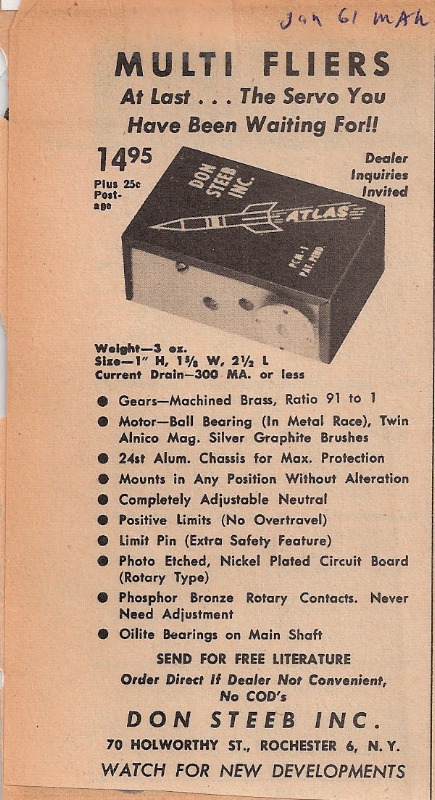 Jan 61 MAN
MULTI FLIERS
At Last . . . The Servo You
Have Been Waiting For!!
14⁹⁵
Plus 25c
Post-
age
Dealer
Inquiries
Invited
DON
STEEB
INC.
ATLAS
PCM-1
PAT. PEND.
Weight—3 oz.
Size—1" H, 1⅜ W, 2½ L
Current Drain—300 MA. or less
● Gears—Machined Brass, Ratio 91 to 1
● Motor—Ball Bearing (In Metal Race), Twin
Alnico Mag. Silver Graphite Brushes
● 24st Alum. Chassis for Max. Protection
● Mounts in Any Position Without Alteration
● Completely Adjustable Neutral
● Positive Limits (No Overtravel)
● Limit Pin (Extra Safety Feature)
● Photo Etched, Nickel Plated Circuit Board
(Rotary Type)
● Phosphor Bronze Rotary Contacts. Never
Need Adjustment
● Oilite Bearings on Main Shaft
SEND FOR FREE LITERATURE
Order Direct If Dealer Not Convenient,
No COD's
DON STEEB INC.
70 HOLWORTHY ST., ROCHESTER 6, N. Y.
WATCH FOR NEW DEVELOPMENTS